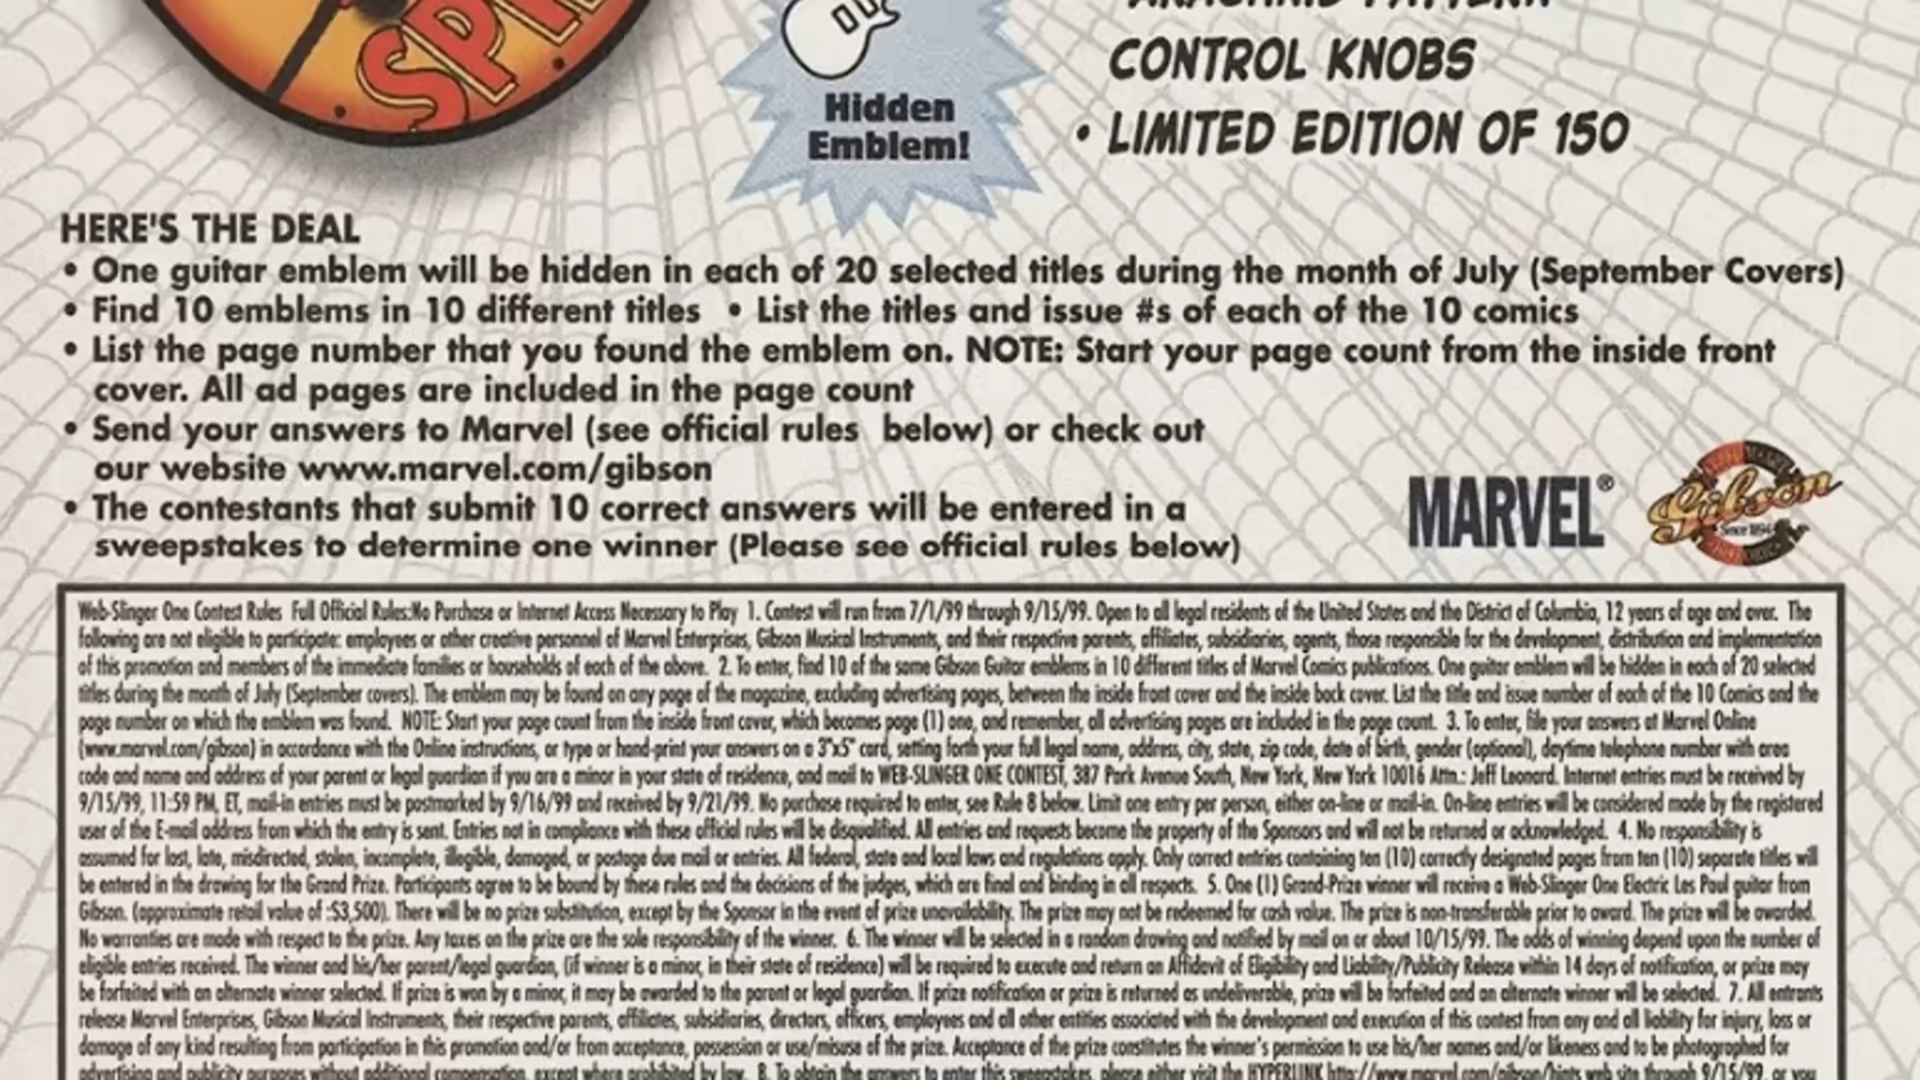 SPI
ARACHNID PATTERN
CONTROL KNOBS
• LIMITED EDITION OF 150
Hidden
Emblem!
HERE'S THE DEAL
• One guitar emblem will be hidden in each of 20 selected titles during the month of July (September Covers)
• Find 10 emblems in 10 different titles • List the titles and issue #s of each of the 10 comics
• List the page number that you found the emblem on. NOTE: Start your page count from the inside front
cover. All ad pages are included in the page count
• Send your answers to Marvel (see official rules below) or check out
our website www.marvel.com/gibson
• The contestants that submit 10 correct answers will be entered in a
sweepstakes to determine one winner (Please see official rules below)
MARVEL®
Gibson
Since 1894
Web-Slinger One Contest Rules Full Official Rules:No Purchase or Internet Access Necessary to Play 1. Contest will run from 7/1/99 through 9/15/99. Open to all legal residents of the United States and the District of Columbia, 12 years of age and over. The
following are not eligible to participate: employees or other creative personnel of Marvel Enterprises, Gibson Musical Instruments, and their respective parents, affiliates, subsidiaries, agents, those responsible for the development, distribution and implementation
of this promotion and members of the immediate families or households of each of the above. 2. To enter, find 10 of the same Gibson Guitar emblems in 10 different titles of Marvel Comics publications. One guitar emblem will be hidden in each of 20 selected
titles during the month of July (September covers). The emblem may be found on any page of the magazine, excluding advertising pages, between the inside front cover and the inside back cover. List the title and issue number of each of the 10 Comics and the
page number on which the emblem was found. NOTE: Start your page count from the inside front cover, which becomes page (1) one, and remember, all advertising pages are included in the page count. 3. To enter, file your answers at Marvel Online
(www.marvel.com/gibson) in accordance with the Online instructions, or type or hand-print your answers on a 3"x5" card, setting forth your full legal name, address, city, state, zip code, date of birth, gender (optional), daytime telephone number with area
code and name and address of your parent or legal guardian if you are a minor in your state of residence, and mail to WEB-SLINGER ONE CONTEST, 387 Park Avenue South, New York, New York 10016 Attn.: Jeff Leonard. Internet entries must be received by
9/15/99, 11:59 PM, ET, mail-in entries must be postmarked by 9/16/99 and received by 9/21/99. No purchase required to enter, see Rule 8 below. Limit one entry per person, either on-line or mail-in. On-line entries will be considered made by the registered
user of the E-mail address from which the entry is sent. Entries not in compliance with these official rules will be disqualified. All entries and requests become the property of the Sponsors and will not be returned or acknowledged. 4. No responsibility is
assumed for lost, late, misdirected, stolen, incomplete, illegible, damaged, or postage due mail or entries. All federal, state and local laws and regulations apply. Only correct entries containing ten (10) correctly designated pages from ten (10) separate titles will
be entered in the drawing for the Grand Prize. Participants agree to be bound by these rules and the decisions of the judges, which are final and binding in all respects. 5. One (1) Grand-Prize winner will receive a Web-Slinger One Electric Les Paul guitar from
Gibson. (approximate retail value of :$3,500). There will be no prize substitution, except by the Sponsor in the event of prize unavailability. The prize may not be redeemed for cash value. The prize is non-transferable prior to award. The prize will be awarded.
No warranties are made with respect to the prize. Any taxes on the prize are the sole responsibility of the winner. 6. The winner will be selected in a random drawing and notified by mail on or about 10/15/99. The odds of winning depend upon the number of
eligible entries received. The winner and his/her parent/legal guardian, (if winner is a minor, in their state of residence) will be required to execute and return an Affidavit of Eligibility and Liability/Publicity Release within 14 days of notification, or prize may
be forfeited with an alternate winner selected. If prize is won by a minor, it may be awarded to the parent or legal guardian. If prize notification or prize is returned as undeliverable, prize will be forfeited and an alternate winner will be selected. 7. All entrants
release Marvel Enterprises, Gibson Musical Instruments, their respective parents, affiliates, subsidiaries, directors, officers, employees and all other entities associated with the development and execution of this contest from any and all liability for injury, loss or
damage of any kind resulting from participation in this promotion and/or from acceptance, possession or use/misuse of the prize. Acceptance of the prize constitutes the winner's permission to use his/her names and/or likeness and to be photographed for
advertising and publicity purposes without additional compensation, except where prohibited by law. 8. To obtain the answers to enter this sweepstakes, please either visit the HYPERLINK http://www.marvel.com/gibson/hints web site through 9/15/99, or you